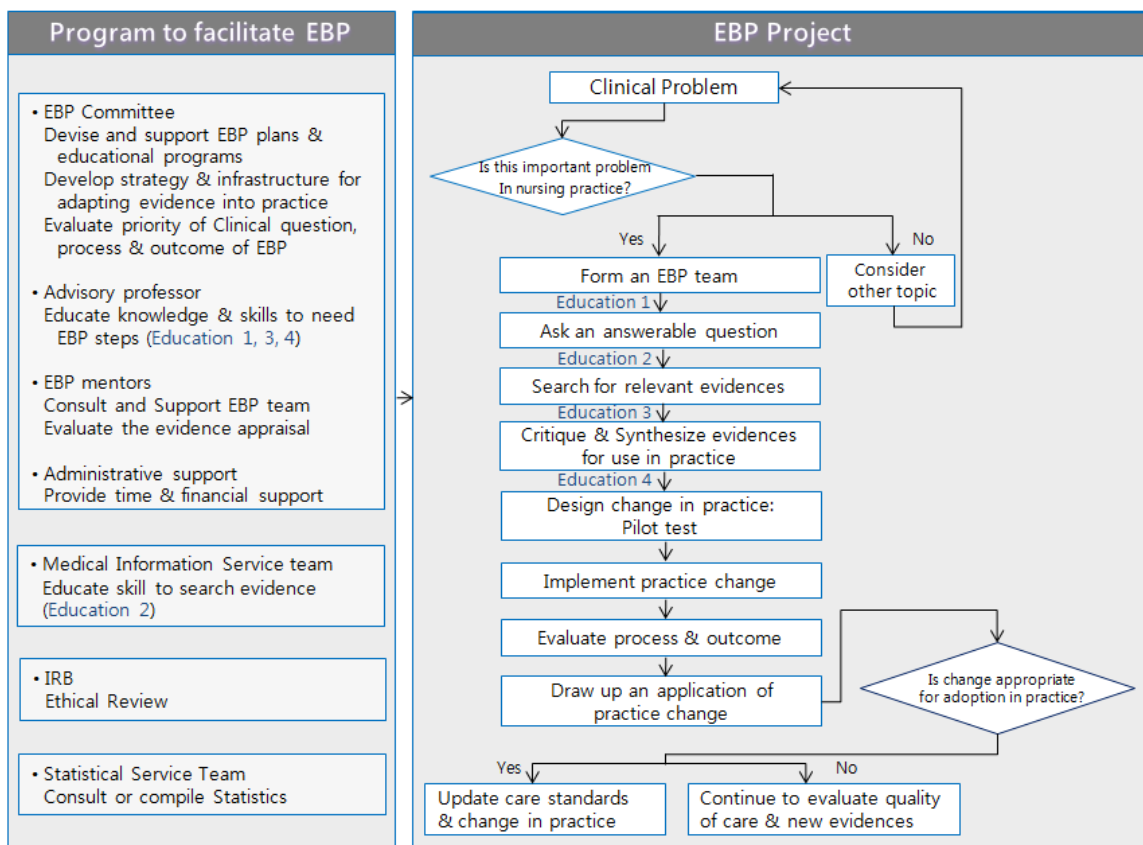 Program to facilitate EBP
• EBP Committee
Devise and support EBP plans &
educational programs
Develop strategy & infrastructure for
adapting evidence into practice
Evaluate priority of Clinical question,
process & outcome of EBP
• Advisory professor
Educate knowledge & skills to need
EBP steps (Education 1, 3, 4)
• EBP mentors
Consult and Support EBP team
Evaluate the evidence appraisal
• Administrative support
Provide time & financial support
• Medical Information Service team
Educate skill to search evidence
(Education 2)
• IRB
Ethical Review
• Statistical Service Team
Consult or compile Statistics
EBP Project
Clinical Problem
Is this important problem
In nursing practice?
Yes
No
Form an EBP team
Consider
other topic
Education 1
Ask an answerable question
Education 2
Search for relevant evidences
Education 3
Critique & Synthesize evidences
for use in practice
Education 4
Design change in practice:
Pilot test
Implement practice change
Evaluate process & outcome
Draw up an application of
practice change
Is change appropriate
for adoption in practice?
Yes
No
Update care standards
& change in practice
Continue to evaluate quality
of care & new evidences